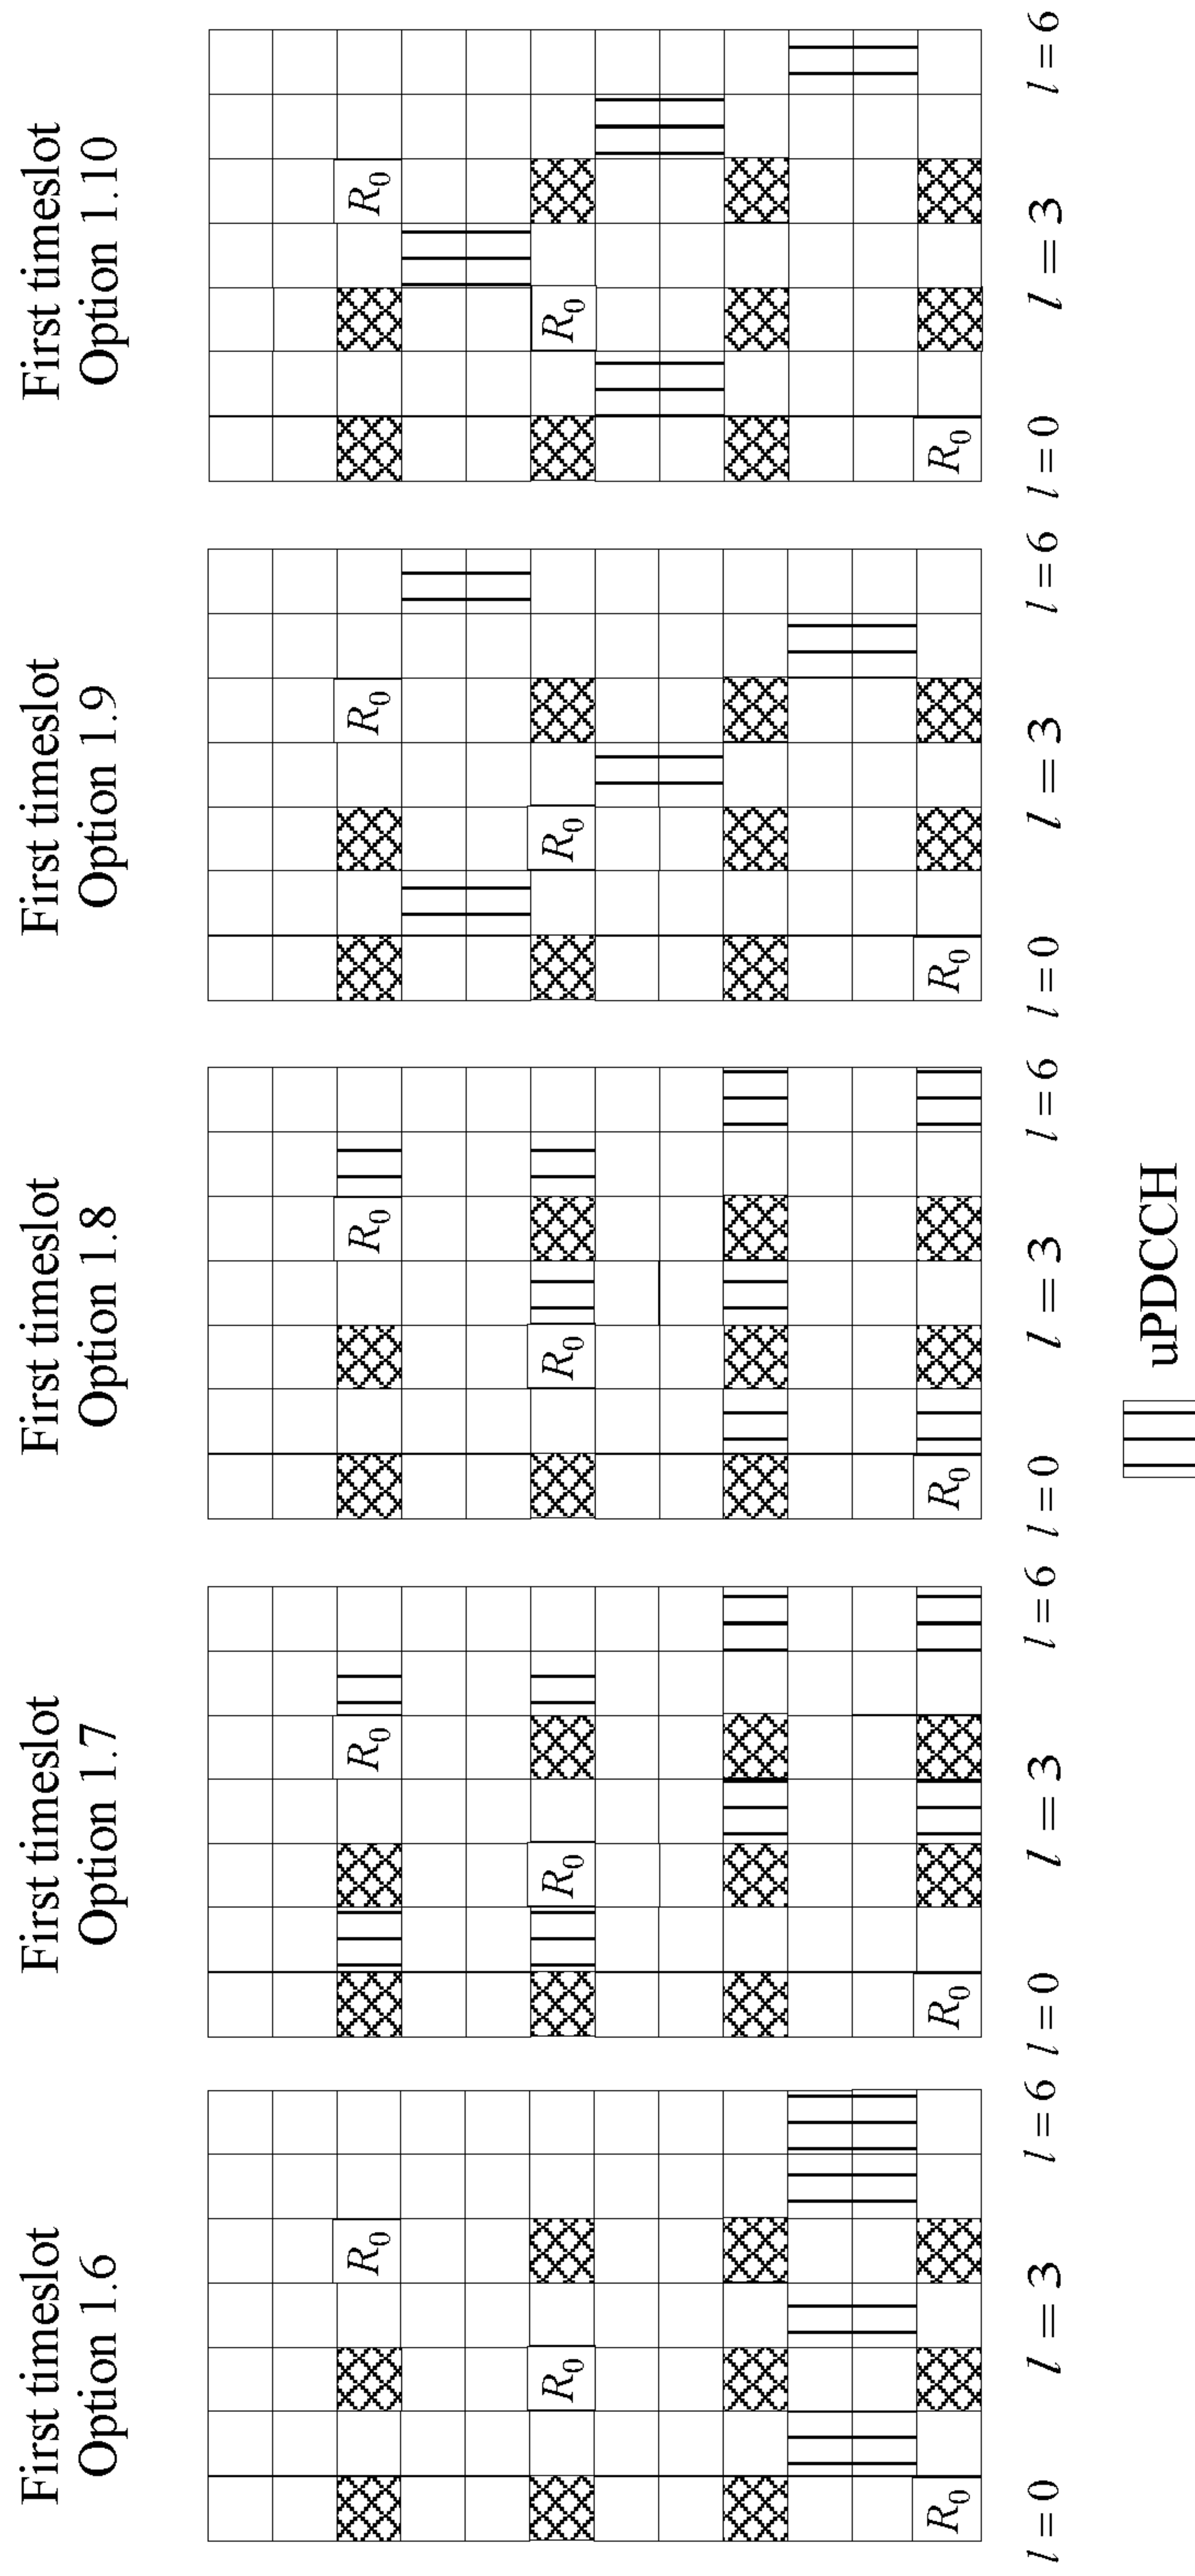 First timeslot
Option 1.6
R₀
R₀
R₀
l = 0 l = 3 l = 6
First timeslot
Option 1.7
R₀
R₀
R₀
l = 0 l = 3 l = 6
First timeslot
Option 1.8
R₀
R₀
R₀
l = 0 l = 3 l = 6
First timeslot
Option 1.9
R₀
R₀
R₀
l = 0 l = 3 l = 6
First timeslot
Option 1.10
R₀
R₀
R₀
l = 0 l = 3 l = 6
uPDCCH